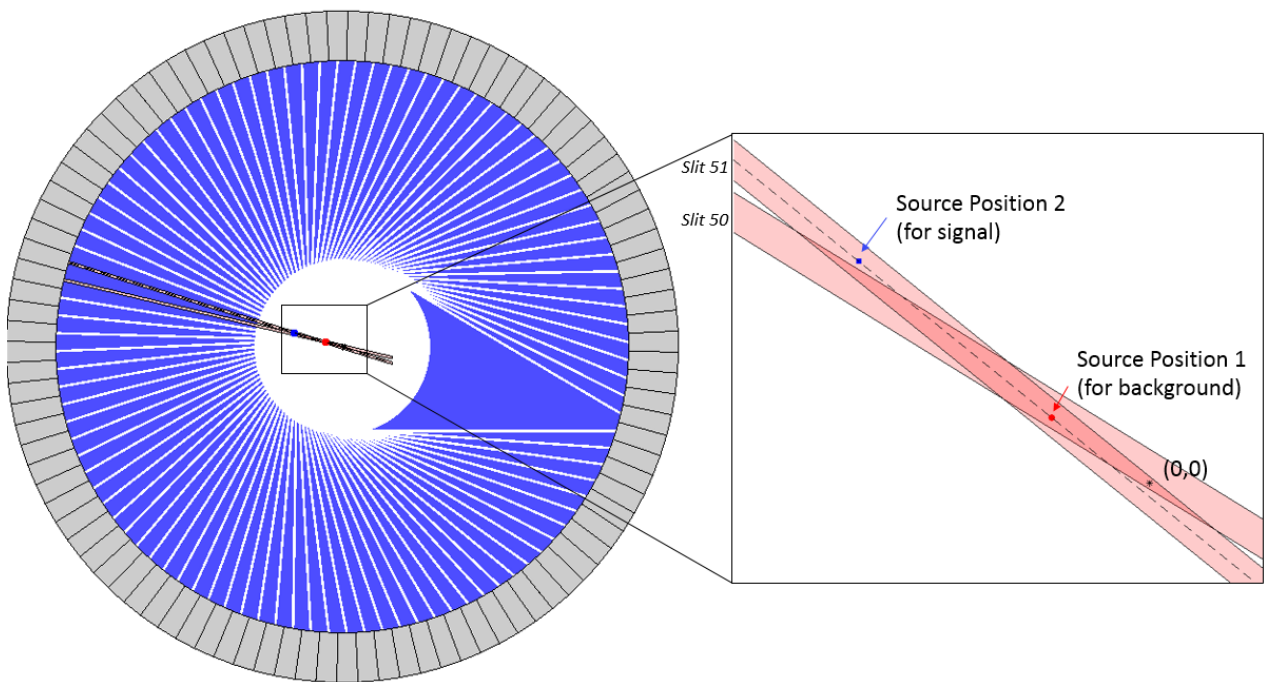 Slit 51
Slit 50
Source Position 2
(for signal)
Source Position 1
(for background)
(0,0)